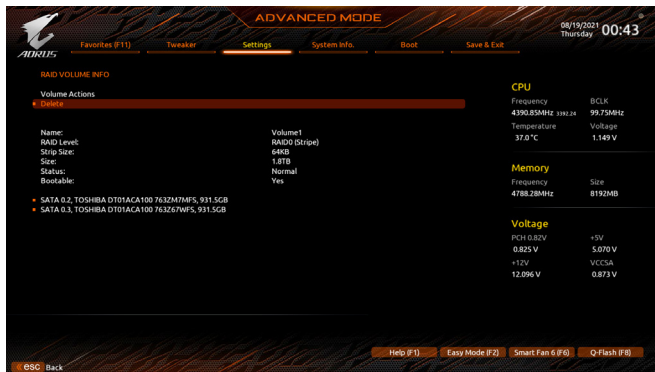 ADVANCED MODE
08/19/2021 Thursday 00:43
AORUS
Favorites (F11) Tweaker Settings System Info. Boot Save & Exit
RAID VOLUME INFO
Volume Actions
Delete
Name: Volume1
RAID Level: RAID0 (Stripe)
Strip Size: 64KB
Size: 1.8TB
Status: Normal
Bootable: Yes
SATA 0.2, TOSHIBA DT01ACA100 763ZM7MFS, 931.5GB
SATA 0.3, TOSHIBA DT01ACA100 763Z67WFS, 931.5GB
CPU
Frequency BCLK
4390.85MHz 3392.24 99.75MHz
Temperature Voltage
37.0 °C 1.149 V
Memory
Frequency Size
4788.28MHz 8192MB
Voltage
PCH 0.82V +5V
0.825 V 5.070 V
+12V VCCSA
12.096 V 0.873 V
Help (F1) Easy Mode (F2) Smart Fan 6 (F6) Q-Flash (F8)
esc Back